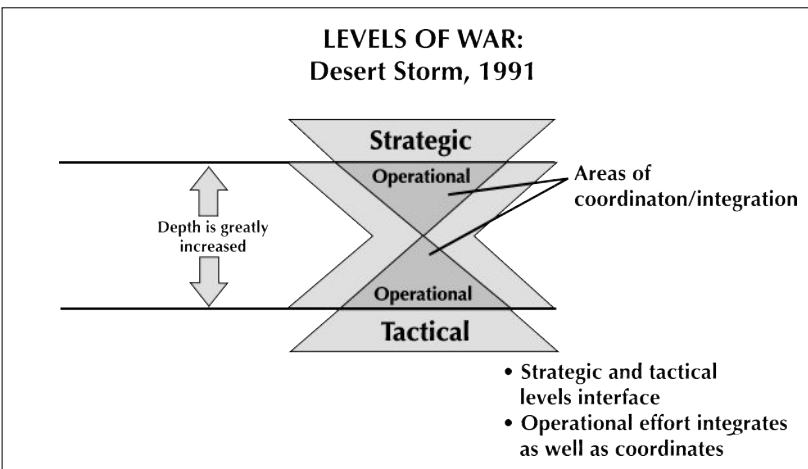 LEVELS OF WAR:
Desert Storm, 1991
Strategic
Operational
Areas of
coordinaton/integration
Depth is greatly
increased
Operational
Tactical
• Strategic and tactical
levels interface
• Operational effort integrates
as well as coordinates